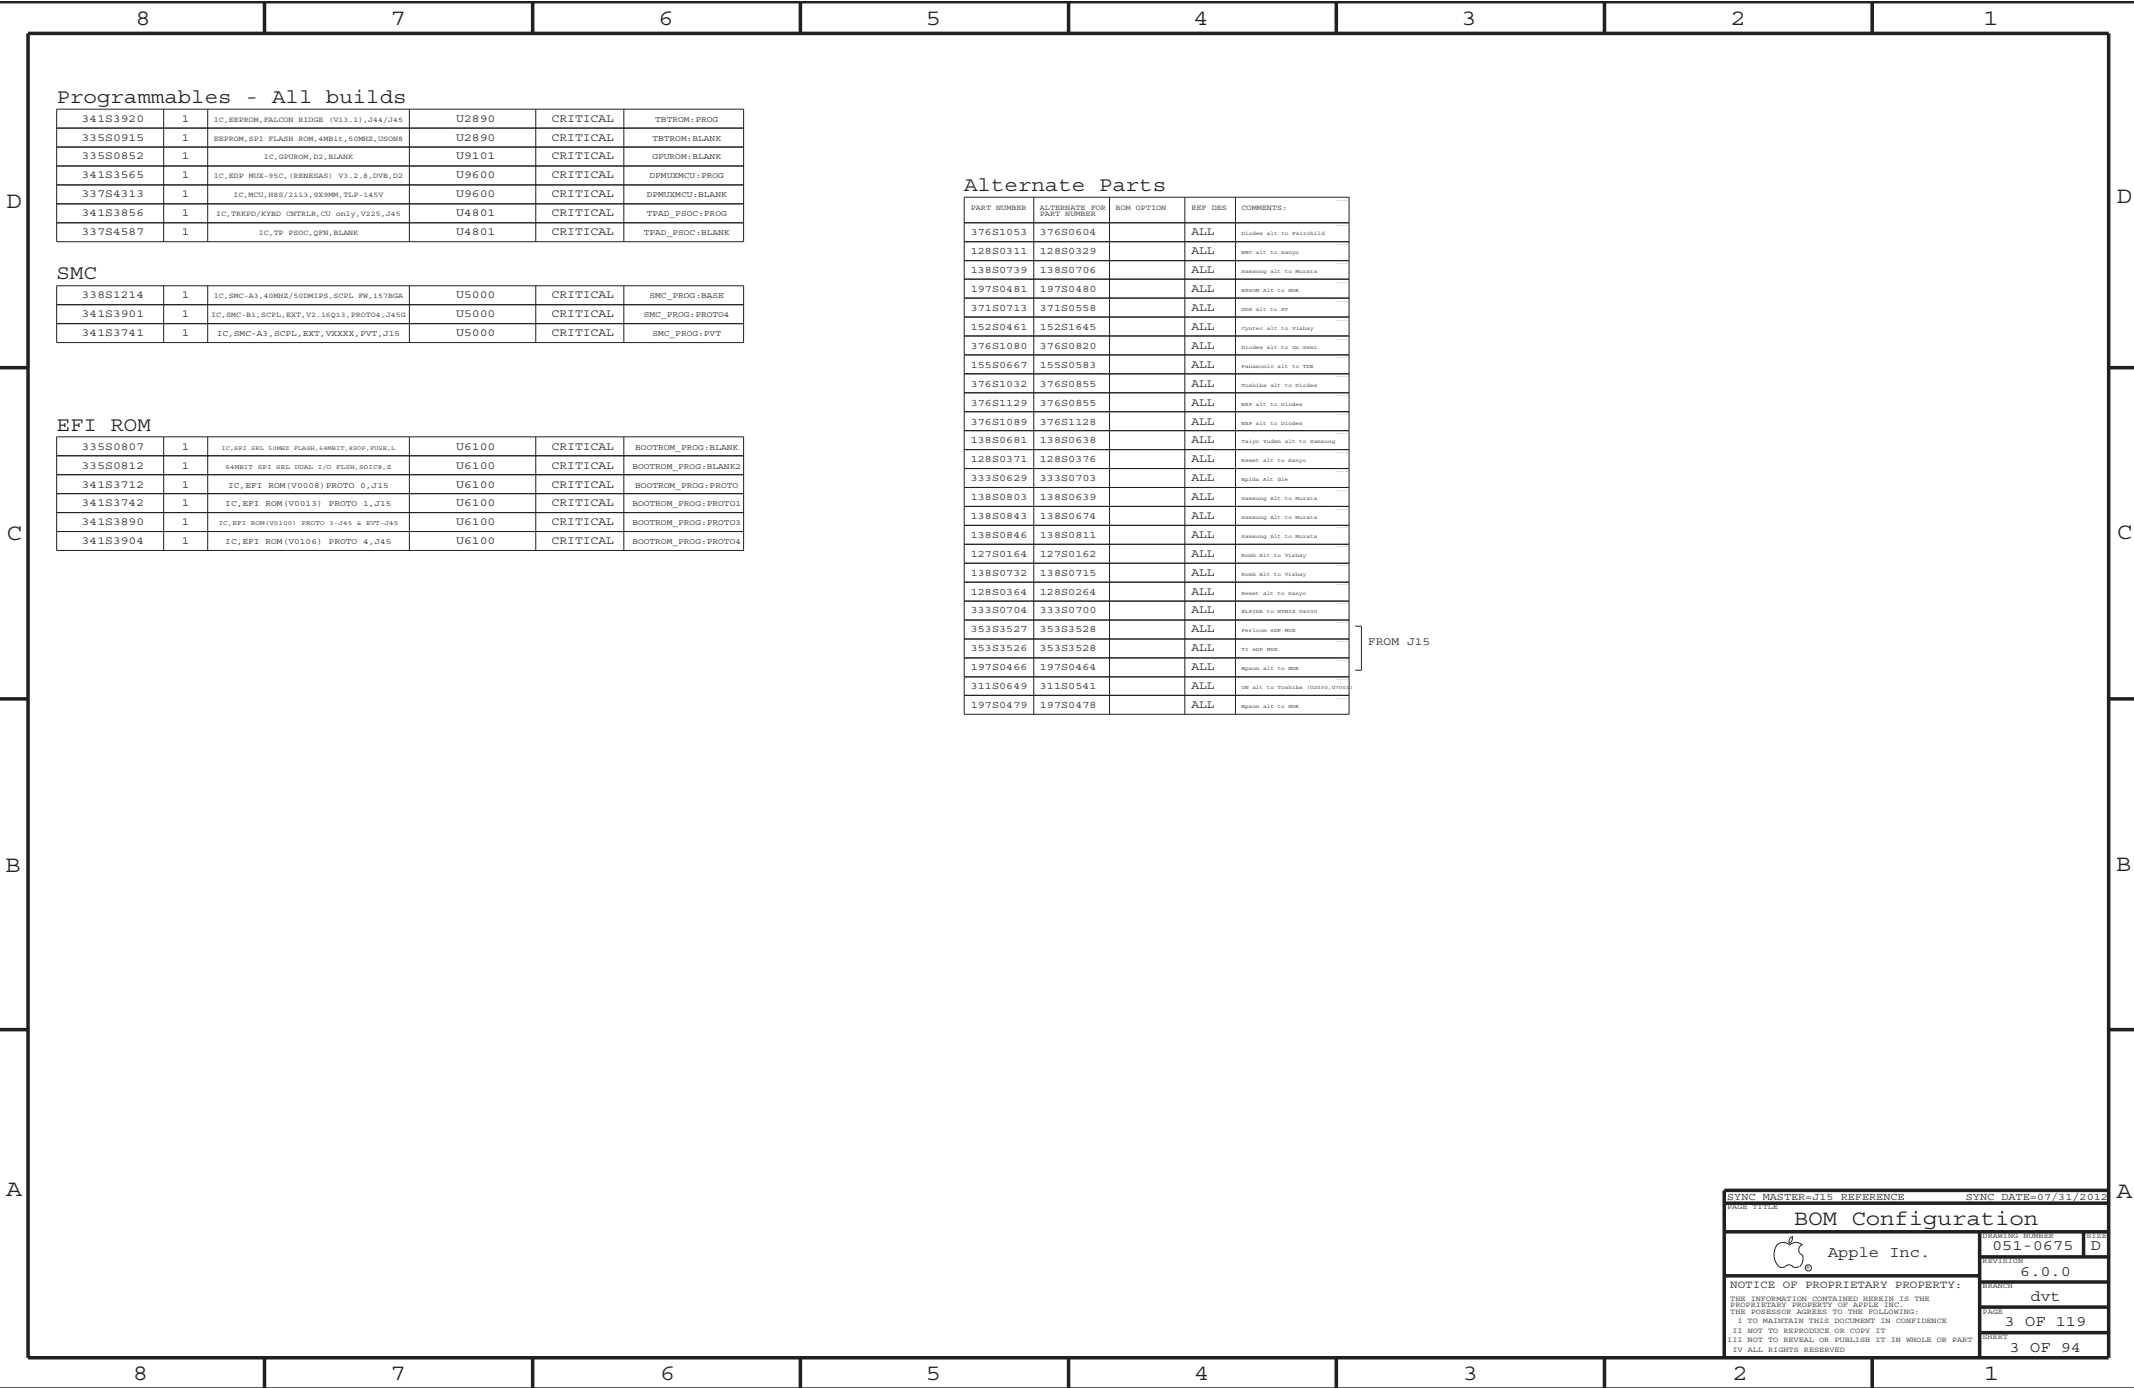 8 7 6 5 4 3 2 1
Programmables - All builds
341S3920 1 IC,EEPROM,FALCON RIDGE (V13.1),J44/J45 U2890 CRITICAL TBTROM:PROG
335S0915 1 EEPROM,SPI FLASH ROM,4MBit,50MHZ,USON8 U2890 CRITICAL TBTROM:BLANK
335S0852 1 IC,GPUROM,D2,BLANK U9101 CRITICAL GPUROM:BLANK
341S3565 1 IC,EDP MUX-95C,(RENESAS) V3.2.8,DVB,D2 U9600 CRITICAL DPMUXMCU:PROG
337S4313 1 IC,MCU,H8S/2113,9X9MM,TLP-145V U9600 CRITICAL DPMUXMCU:BLANK
341S3856 1 IC,TRKPD/KYBD CNTRLR,CU only,V225,J45 U4801 CRITICAL TPAD_PSOC:PROG
337S4587 1 IC,TP PSOC,QFN,BLANK U4801 CRITICAL TPAD_PSOC:BLANK
SMC
338S1214 1 IC,SMC-A3,40MHZ/50DMIPS,SCPL FW,157BGA U5000 CRITICAL SMC_PROG:BASE
341S3901 1 IC,SMC-B1,SCPL,EXT,V2.16Q13,PROTO4,J45G U5000 CRITICAL SMC_PROG:PROTO4
341S3741 1 IC,SMC-A3,SCPL,EXT,VXXXX,PVT,J15 U5000 CRITICAL SMC_PROG:PVT
EFI ROM
335S0807 1 IC,SPI SRL 50MHZ FLASH,64MBIT,8SOP,FUSE,L U6100 CRITICAL BOOTROM_PROG:BLANK
335S0812 1 64MBIT SPI SRL DUAL I/O FLSH,SOIC8,Z U6100 CRITICAL BOOTROM_PROG:BLANK2
341S3712 1 IC,EFI ROM(V0008)PROTO 0,J15 U6100 CRITICAL BOOTROM_PROG:PROTO
341S3742 1 IC,EFI ROM(V0013) PROTO 1,J15 U6100 CRITICAL BOOTROM_PROG:PROTO1
341S3890 1 IC,EFI ROM(V0100) PROTO 3-J45 & EVT-J45 U6100 CRITICAL BOOTROM_PROG:PROTO3
341S3904 1 IC,EFI ROM(V0106) PROTO 4,J45 U6100 CRITICAL BOOTROM_PROG:PROTO4
Alternate Parts
PART NUMBER ALTERNATE FOR PART NUMBER BOM OPTION REF DES COMMENTS:
376S1053 376S0604 ALL Diodes alt to Fairchild
128S0311 128S0329 ALL NEC alt to Sanyo
138S0739 138S0706 ALL Samsung alt to Murata
197S0481 197S0480 ALL EPSON Alt to NDK
371S0713 371S0558 ALL DDS alt to ST
152S0461 152S1645 ALL Cyntec alt to Vishay
376S1080 376S0820 ALL Diodes alt to On Semi
155S0667 155S0583 ALL Panasonic alt to TDK
376S1032 376S0855 ALL Toshiba alt to Diodes
376S1129 376S0855 ALL NXP alt to Diodes
376S1089 376S1128 ALL NXP alt to Diodes
138S0681 138S0638 ALL Taiyo Yuden alt to Samsung
128S0371 128S0376 ALL Kemet alt to Sanyo
333S0629 333S0703 ALL Alt die
138S0803 138S0639 ALL Samsung Alt to Murata
138S0843 138S0674 ALL Samsung Alt to Murata
138S0846 138S0811 ALL Samsung Alt to Murata
127S0164 127S0162 ALL Rohm Alt to Vishay
138S0732 138S0715 ALL Rohm Alt to Vishay
128S0364 128S0264 ALL Kemet alt to Sanyo
333S0704 333S0700 ALL ELPIDA to HYNIX U4000
353S3527 353S3528 ALL Pericom eDP MUX
353S3526 353S3528 ALL TI eDP MUX
197S0466 197S0464 ALL Epson alt to NDK
311S0649 311S0541 ALL ON alt to Toshiba
197S0479 197S0478 ALL Epson alt to NDK
FROM J15
D D
C C
B B
A A
SYNC_MASTER=J15_REFERENCE SYNC_DATE=07/31/2012
PAGE TITLE
BOM Configuration
Apple Inc.
DRAWING NUMBER SIZE
051-0675 D
REVISION
6.0.0
BRANCH
dvt
PAGE
3 OF 119
SHEET
3 OF 94
NOTICE OF PROPRIETARY PROPERTY:
THE INFORMATION CONTAINED HEREIN IS THE
PROPRIETARY PROPERTY OF APPLE INC.
THE POSESSOR AGREES TO THE FOLLOWING:
I TO MAINTAIN THIS DOCUMENT IN CONFIDENCE
II NOT TO REPRODUCE OR COPY IT
III NOT TO REVEAL OR PUBLISH IT IN WHOLE OR PART
IV ALL RIGHTS RESERVED
8 7 6 5 4 3 2 1